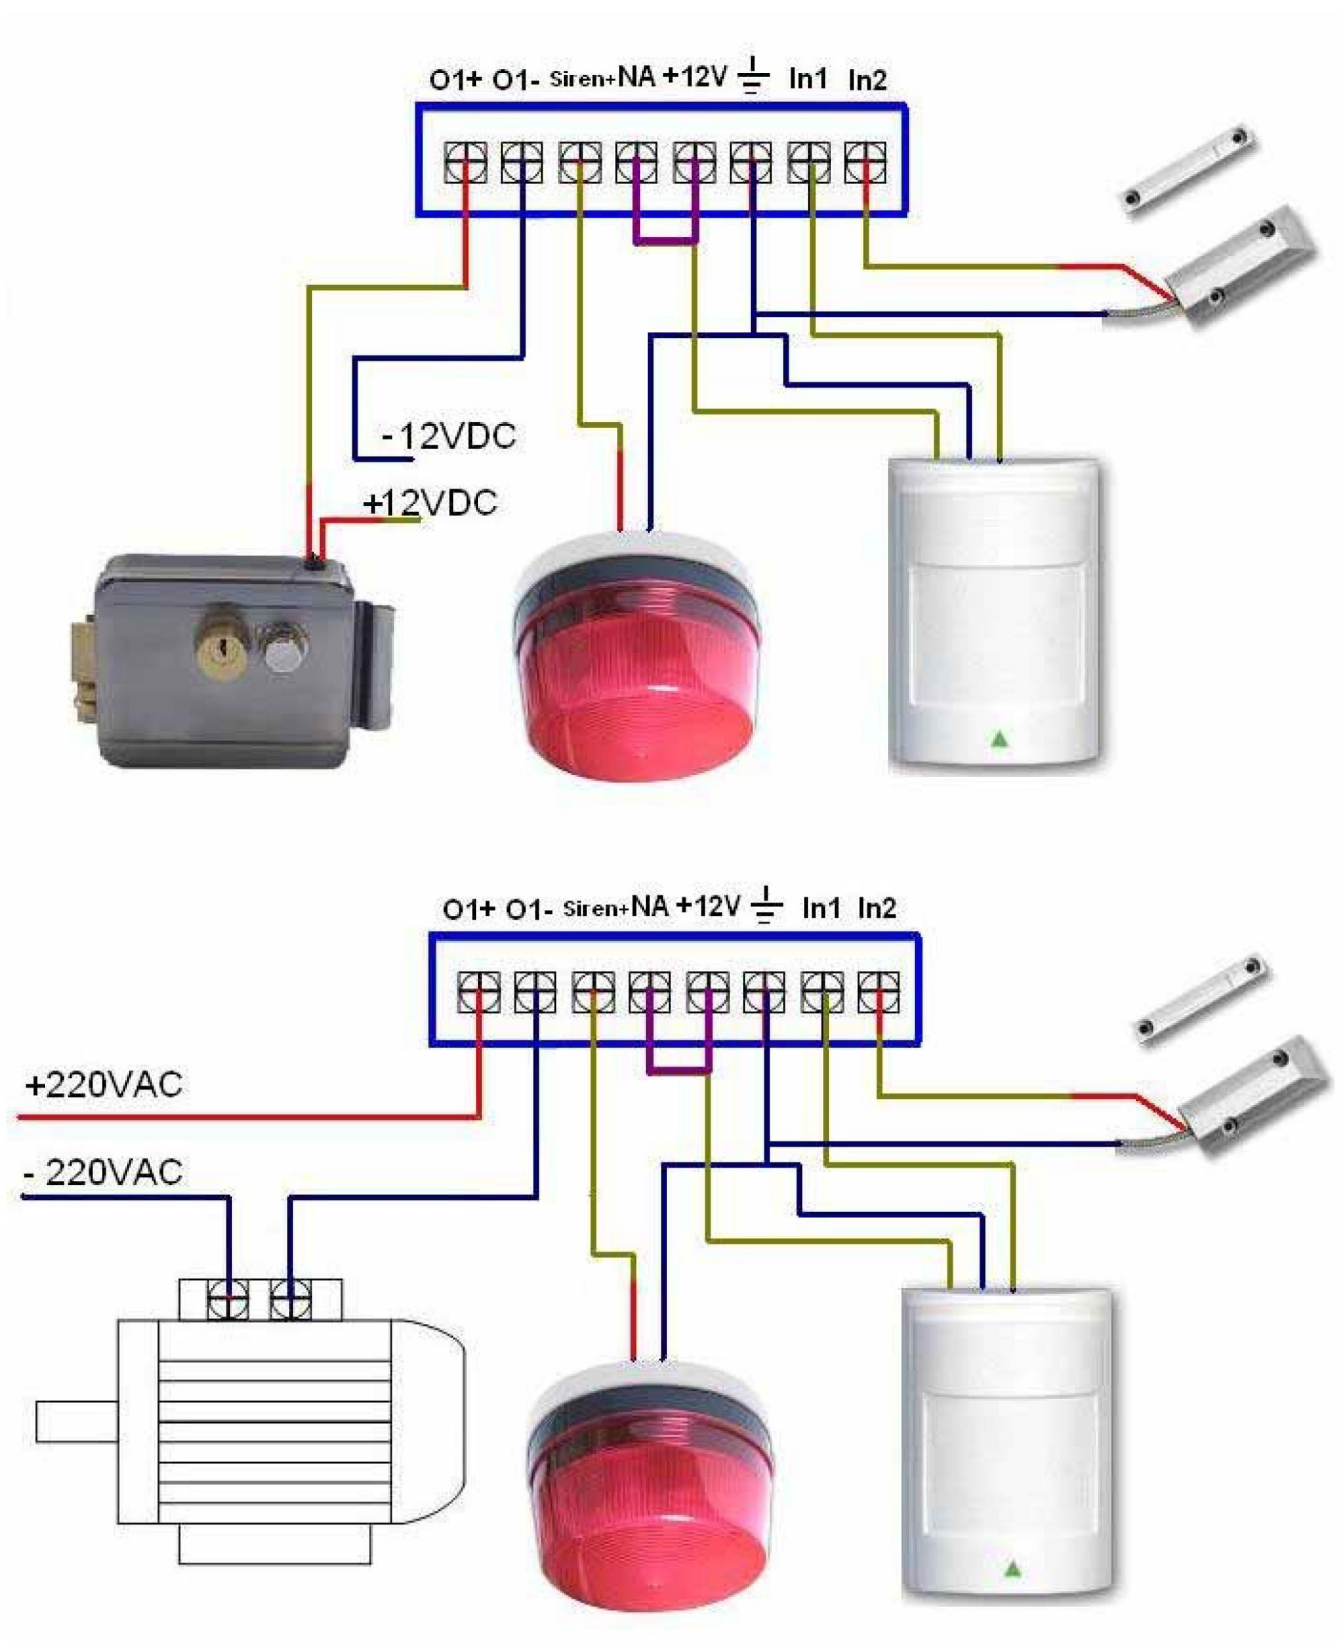 O1+ O1- Siren+ NA +12V In1 In2
- 12VDC
+12VDC
O1+ O1- Siren+ NA +12V In1 In2
+220VAC
- 220VAC